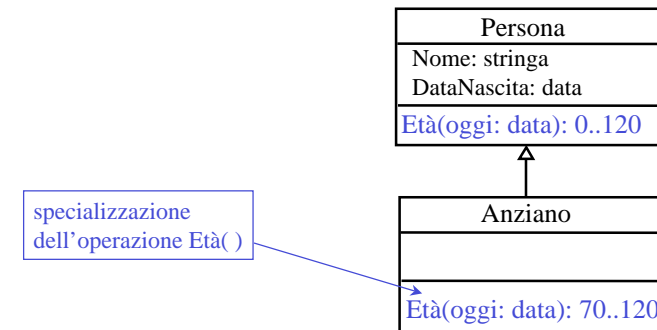 Persona
Nome: stringa
DataNascita: data
Età(oggi: data): 0..120
specializzazione
dell’operazione Età( )
Anziano
Età(oggi: data): 70..120